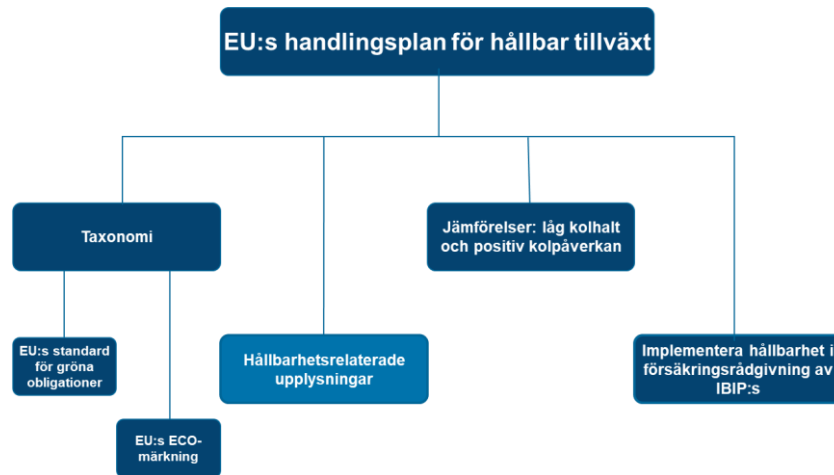 EU:s handlingsplan för hållbar tillväxt
Taxonomi
Jämförelser: låg kolhalt
och positiv kolpåverkan
EU:s standard
för gröna
obligationer
Hållbarhetsrelaterade
upplysningar
Implementera hållbarhet i
försäkringsrådgivning av
IBIP:s
EU:s ECO-
märkning